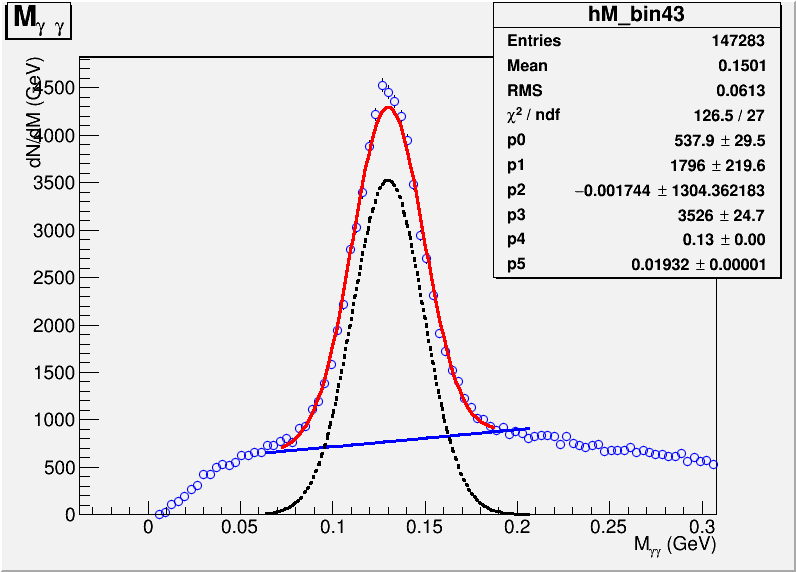 M_γ γ
hM_bin43
Entries 147283
Mean 0.1501
RMS 0.0613
χ² / ndf 126.5 / 27
p0 537.9 ± 29.5
p1 1796 ± 219.6
p2 −0.001744 ± 1304.362183
p3 3526 ± 24.7
p4 0.13 ± 0.00
p5 0.01932 ± 0.00001
dN/dM (GeV)
4500
4000
3500
3000
2500
2000
1500
1000
500
0
0 0.05 0.1 0.15 0.2 0.25 0.3
M_γγ (GeV)